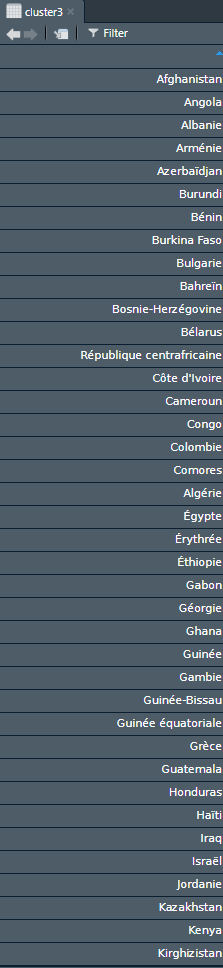 cluster3
Filter
Afghanistan
Angola
Albanie
Arménie
Azerbaïdjan
Burundi
Bénin
Burkina Faso
Bulgarie
Bahreïn
Bosnie-Herzégovine
Bélarus
République centrafricaine
Côte d'Ivoire
Cameroun
Congo
Colombie
Comores
Algérie
Égypte
Érythrée
Éthiopie
Gabon
Géorgie
Ghana
Guinée
Gambie
Guinée-Bissau
Guinée équatoriale
Grèce
Guatemala
Honduras
Haïti
Iraq
Israël
Jordanie
Kazakhstan
Kenya
Kirghizistan